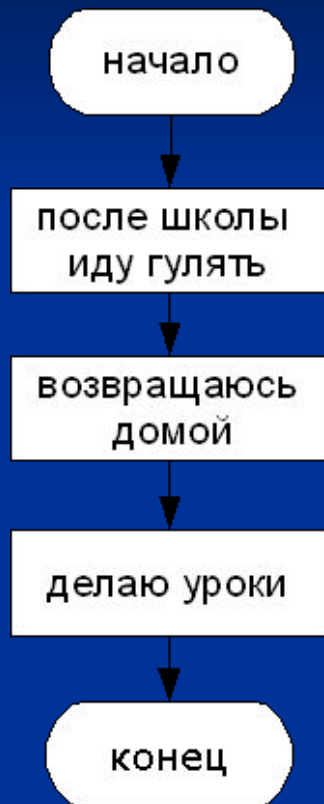 начало
после школы
иду гулять
возвращаюсь
домой
делаю уроки
конец